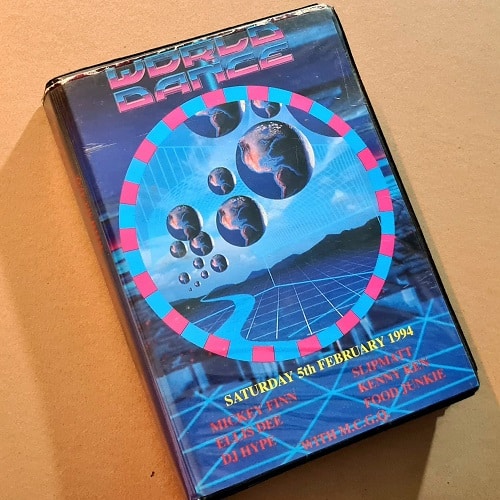 WORLD
DANCE
SATURDAY 5th FEBRUARY 1994
MICKEY FINN SLIPMATT
ELLIS DEE KENNY KEN
DJ HYPE FOOD JUNKIE
WITH M.C.G.Q.